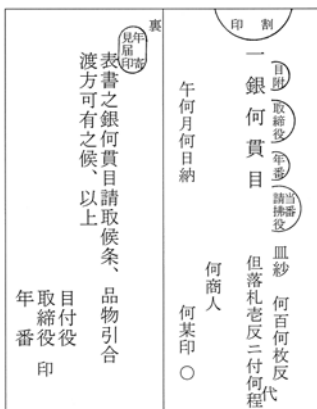 割印
目附
取締役
年番
当番請払役
一銀何貫目
皿紗 何百何枚反
但落札壱反ニ付何程代
何商人
何某印 ○
午何月何日納
裏
年寄見届印
表書之銀何貫目請取候条、品物引合
渡方可有之候、以上
目付役
取締役 印
年番